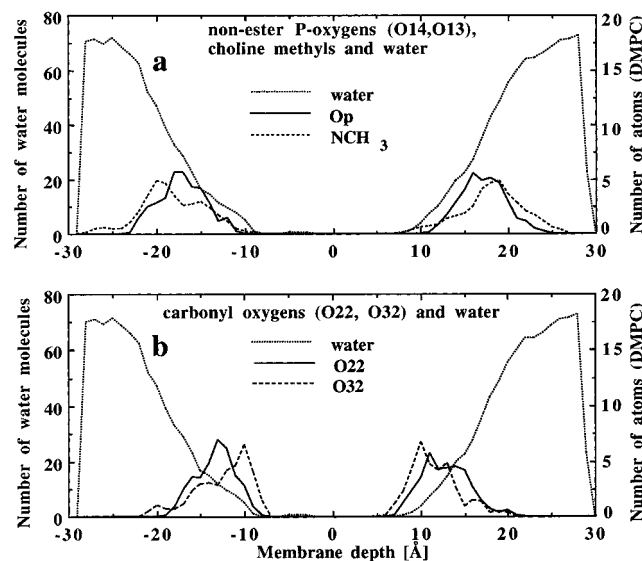 non-ester P-oxygens (O14,O13),
choline methyls and water
a
water
Op
NCH 3
Number of water molecules
80
60
40
20
0
20
15
10
5
0
Number of atoms (DMPC)
-30 -20 -10 0 10 20 30
carbonyl oxygens (O22, O32) and water
b
water
O22
O32
Number of water molecules
80
60
40
20
0
20
15
10
5
0
Number of atoms (DMPC)
-30 -20 -10 0 10 20 30
Membrane depth [Å]